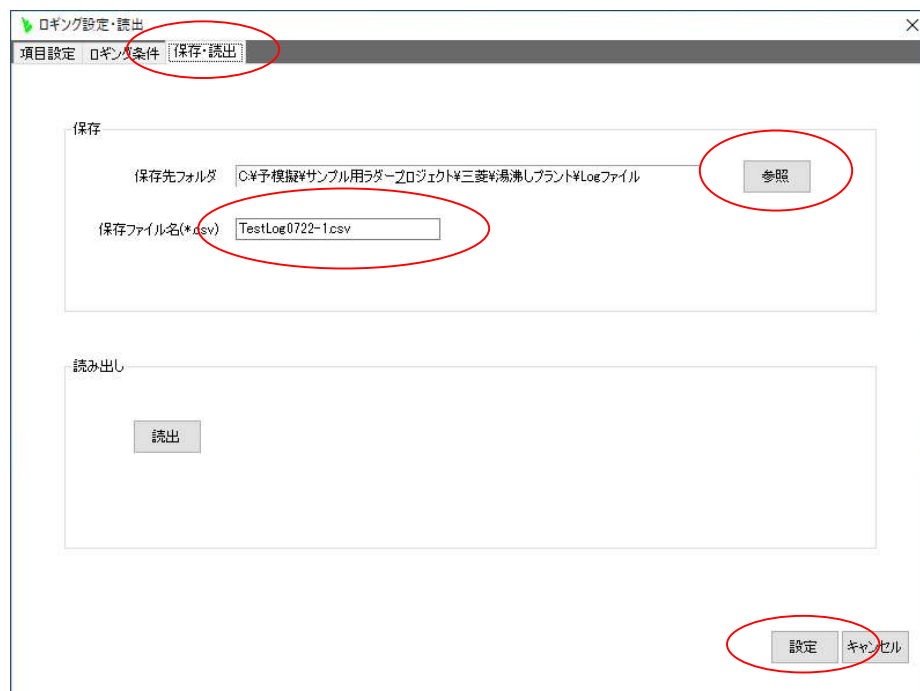 ロギング設定・読出
項目設定 ロギング条件 保存・読出
保存
保存先フォルダ C:¥予模擬¥サンプル用ラダープロジェクト¥三菱¥湯沸しプラント¥Logファイル 参照
保存ファイル名(*.csv) TestLog0722-1.csv
読み出し
読出
設定 キャンセル